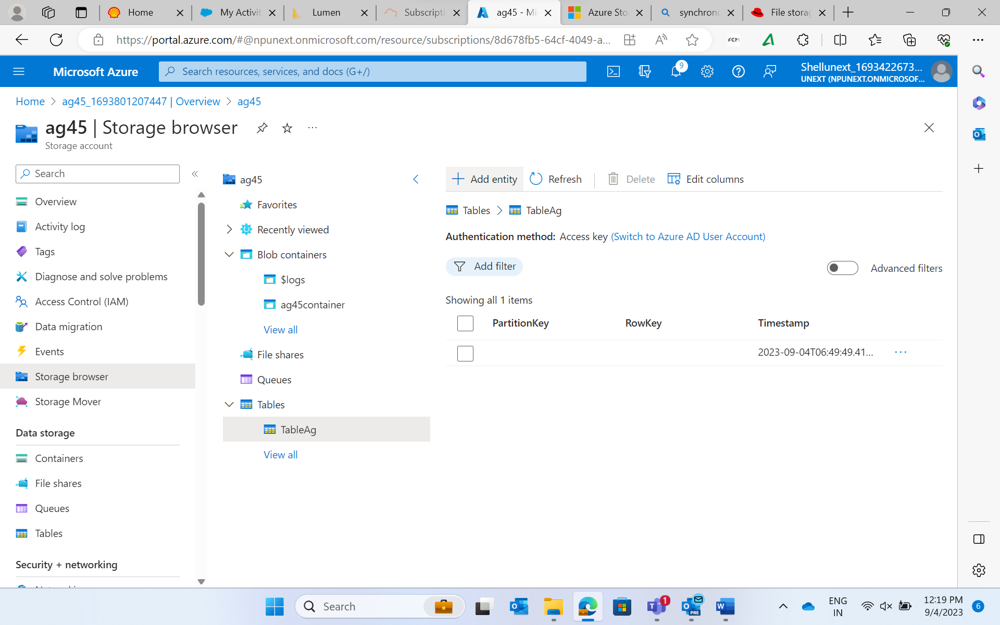 Home
My Activit
Lumen
Subscripti
ag45 - Mi
Azure Sto
synchrono
File storag
https://portal.azure.com/#@npunext.onmicrosoft.com/resource/subscriptions/8d678fb5-64cf-4049-a...
FCM
Microsoft Azure
Search resources, services, and docs (G+/)
9
Shellunext_1693422673...
UNEXT (NPUNEXT.ONMICROSOF...
Home > ag45_1693801207447 | Overview > ag45
ag45 | Storage browser
Storage account
Search
Overview
Activity log
Tags
Diagnose and solve problems
Access Control (IAM)
Data migration
Events
Storage browser
Storage Mover
Data storage
Containers
File shares
Queues
Tables
Security + networking
ag45
Favorites
Recently viewed
Blob containers
$logs
ag45container
View all
File shares
Queues
Tables
TableAg
View all
Add entity
Refresh
Delete
Edit columns
Tables > TableAg
Authentication method: Access key (Switch to Azure AD User Account)
Add filter
Advanced filters
Showing all 1 items
PartitionKey RowKey Timestamp
2023-09-04T06:49:49.41...
Search
1
PRE
ENG
IN
12:19 PM
9/4/2023
6